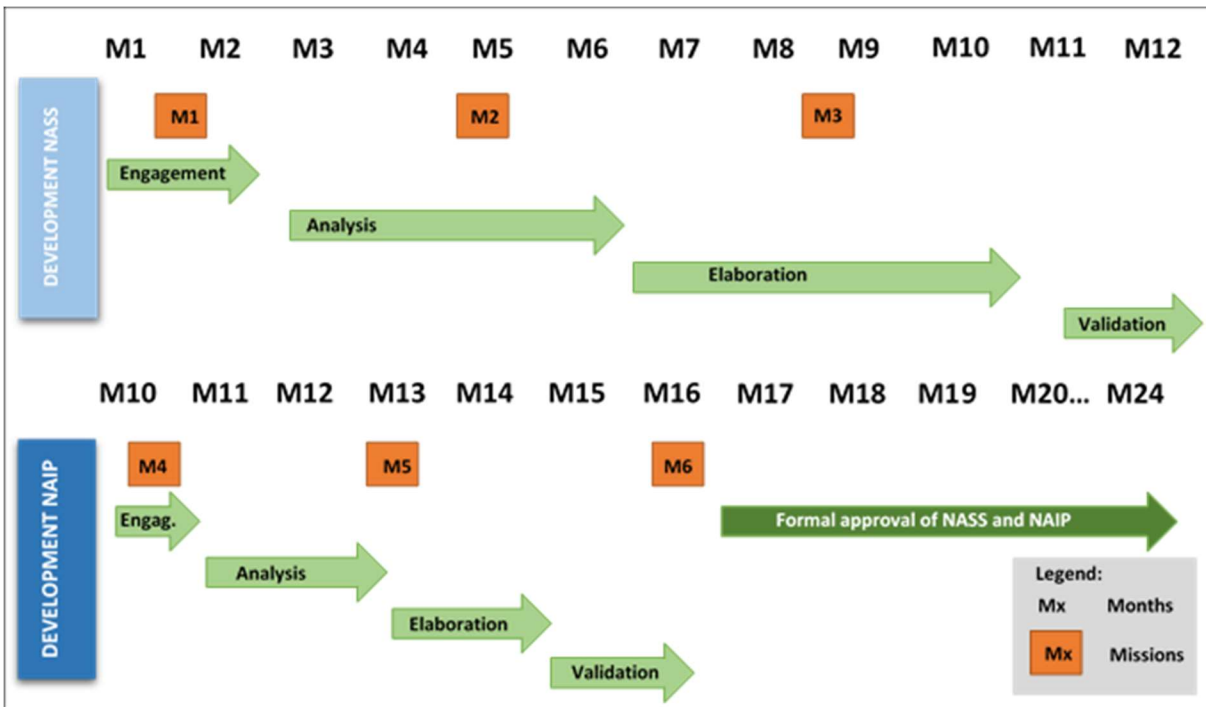 M1 M2 M3 M4 M5 M6 M7 M8 M9 M10 M11 M12
DEVELOPMENT NASS
M1 M2 M3
Engagement
Analysis
Elaboration
Validation
M10 M11 M12 M13 M14 M15 M16 M17 M18 M19 M20... M24
DEVELOPMENT NAIP
M4 M5 M6
Engag. Formal approval of NASS and NAIP
Analysis
Elaboration
Validation
Legend:
Mx Months
Mx Missions